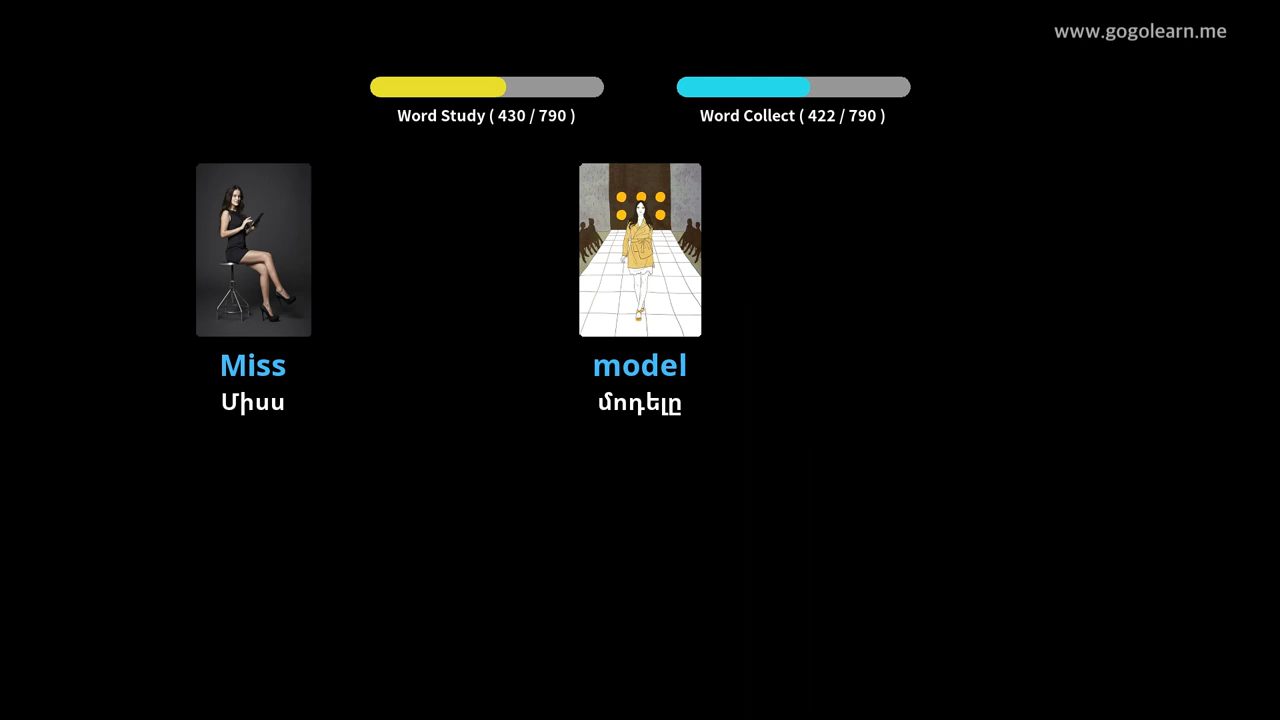 www.gogolearn.me
Word Study ( 430 / 790 )
Word Collect ( 422 / 790 )
Miss
Միսս
model
մոդելը